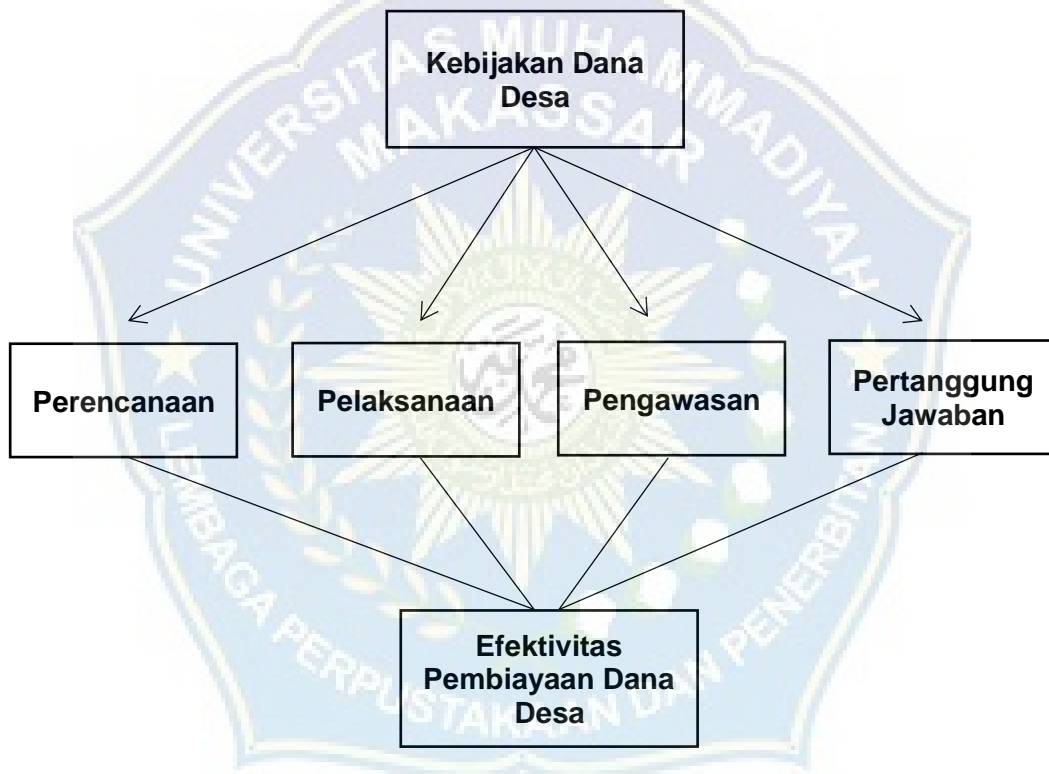 Kebijakan Dana
Desa
Perencanaan
Pelaksanaan
Pengawasan
Pertanggung
Jawaban
Efektivitas
Pembiayaan Dana
Desa
UNIVERSITAS MUHAMMADIYAH
MAKASSAR
LEMBAGA PERPUSTAKAAN DAN PENERBITAN